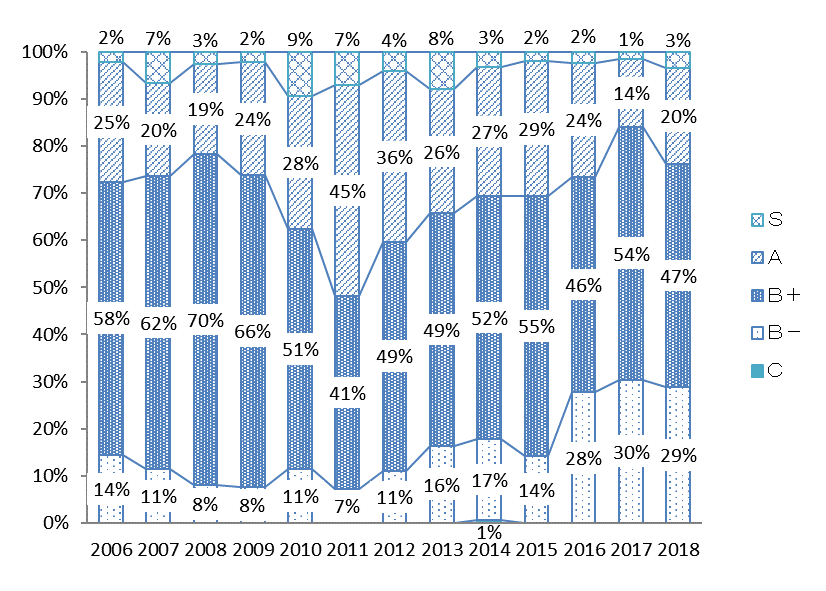 2% 7% 3% 2% 9% 7% 4% 8% 3% 2% 2% 1% 3%
100%
90%
80%
70%
60%
50%
40%
30%
20%
10%
0%
25% 20% 19% 24% 28% 45% 36% 26% 27% 29% 24% 14% 20%
58% 62% 70% 66% 51% 41% 49% 49% 52% 55% 46% 54% 47%
14% 11% 8% 8% 11% 7% 11% 16% 17% 14% 28% 30% 29%
1%
2006 2007 2008 2009 2010 2011 2012 2013 2014 2015 2016 2017 2018
S
A
B+
B−
C